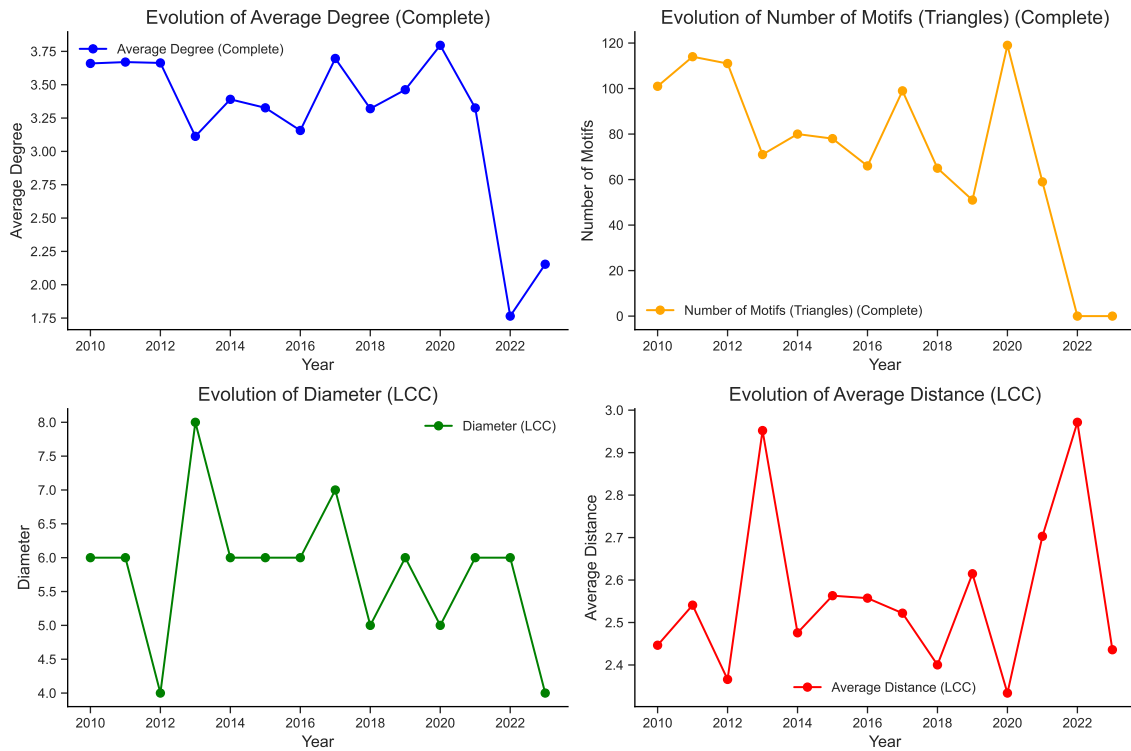 Evolution of Average Degree (Complete)
Average Degree (Complete)
3.75
3.50
3.25
3.00
2.75
2.50
2.25
2.00
1.75
Average Degree
2010 2012 2014 2016 2018 2020 2022
Year
Evolution of Number of Motifs (Triangles) (Complete)
120
100
80
60
40
20
0
Number of Motifs
Number of Motifs (Triangles) (Complete)
2010 2012 2014 2016 2018 2020 2022
Year
Evolution of Diameter (LCC)
Diameter (LCC)
8.0
7.5
7.0
6.5
6.0
5.5
5.0
4.5
4.0
Diameter
2010 2012 2014 2016 2018 2020 2022
Year
Evolution of Average Distance (LCC)
3.0
2.9
2.8
2.7
2.6
2.5
2.4
Average Distance
Average Distance (LCC)
2010 2012 2014 2016 2018 2020 2022
Year